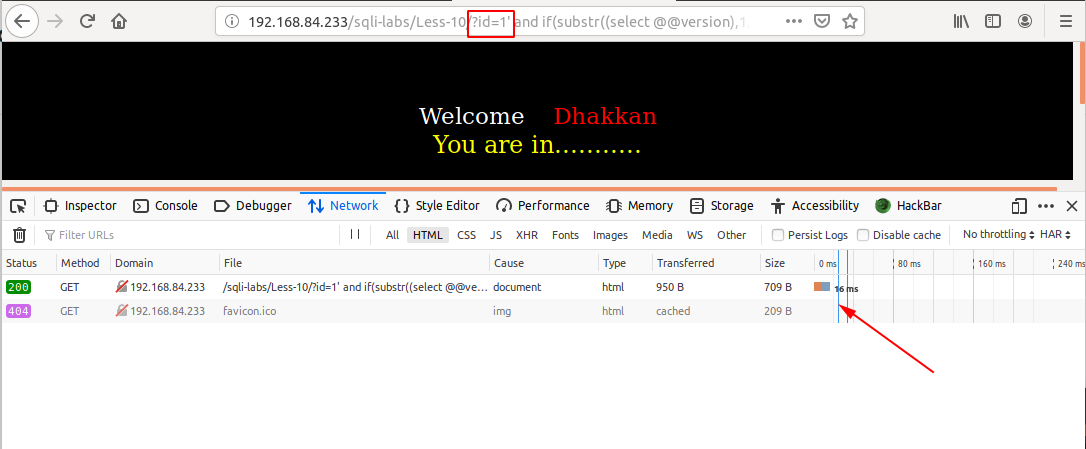 192.168.84.233/sqli-labs/Less-10/?id=1' and if(substr((select @@version),1
Welcome Dhakkan
You are in...........
Inspector Console Debugger Network Style Editor Performance Memory Storage Accessibility HackBar
Filter URLs All HTML CSS JS XHR Fonts Images Media WS Other Persist Logs Disable cache No throttling HAR
Status Method Domain File Cause Type Transferred Size 0 ms 80 ms 160 ms 240 ms
200 GET 192.168.84.233 /sqli-labs/Less-10/?id=1' and if(substr((select @@ve... document html 950 B 709 B 16 ms
404 GET 192.168.84.233 favicon.ico img html cached 209 B